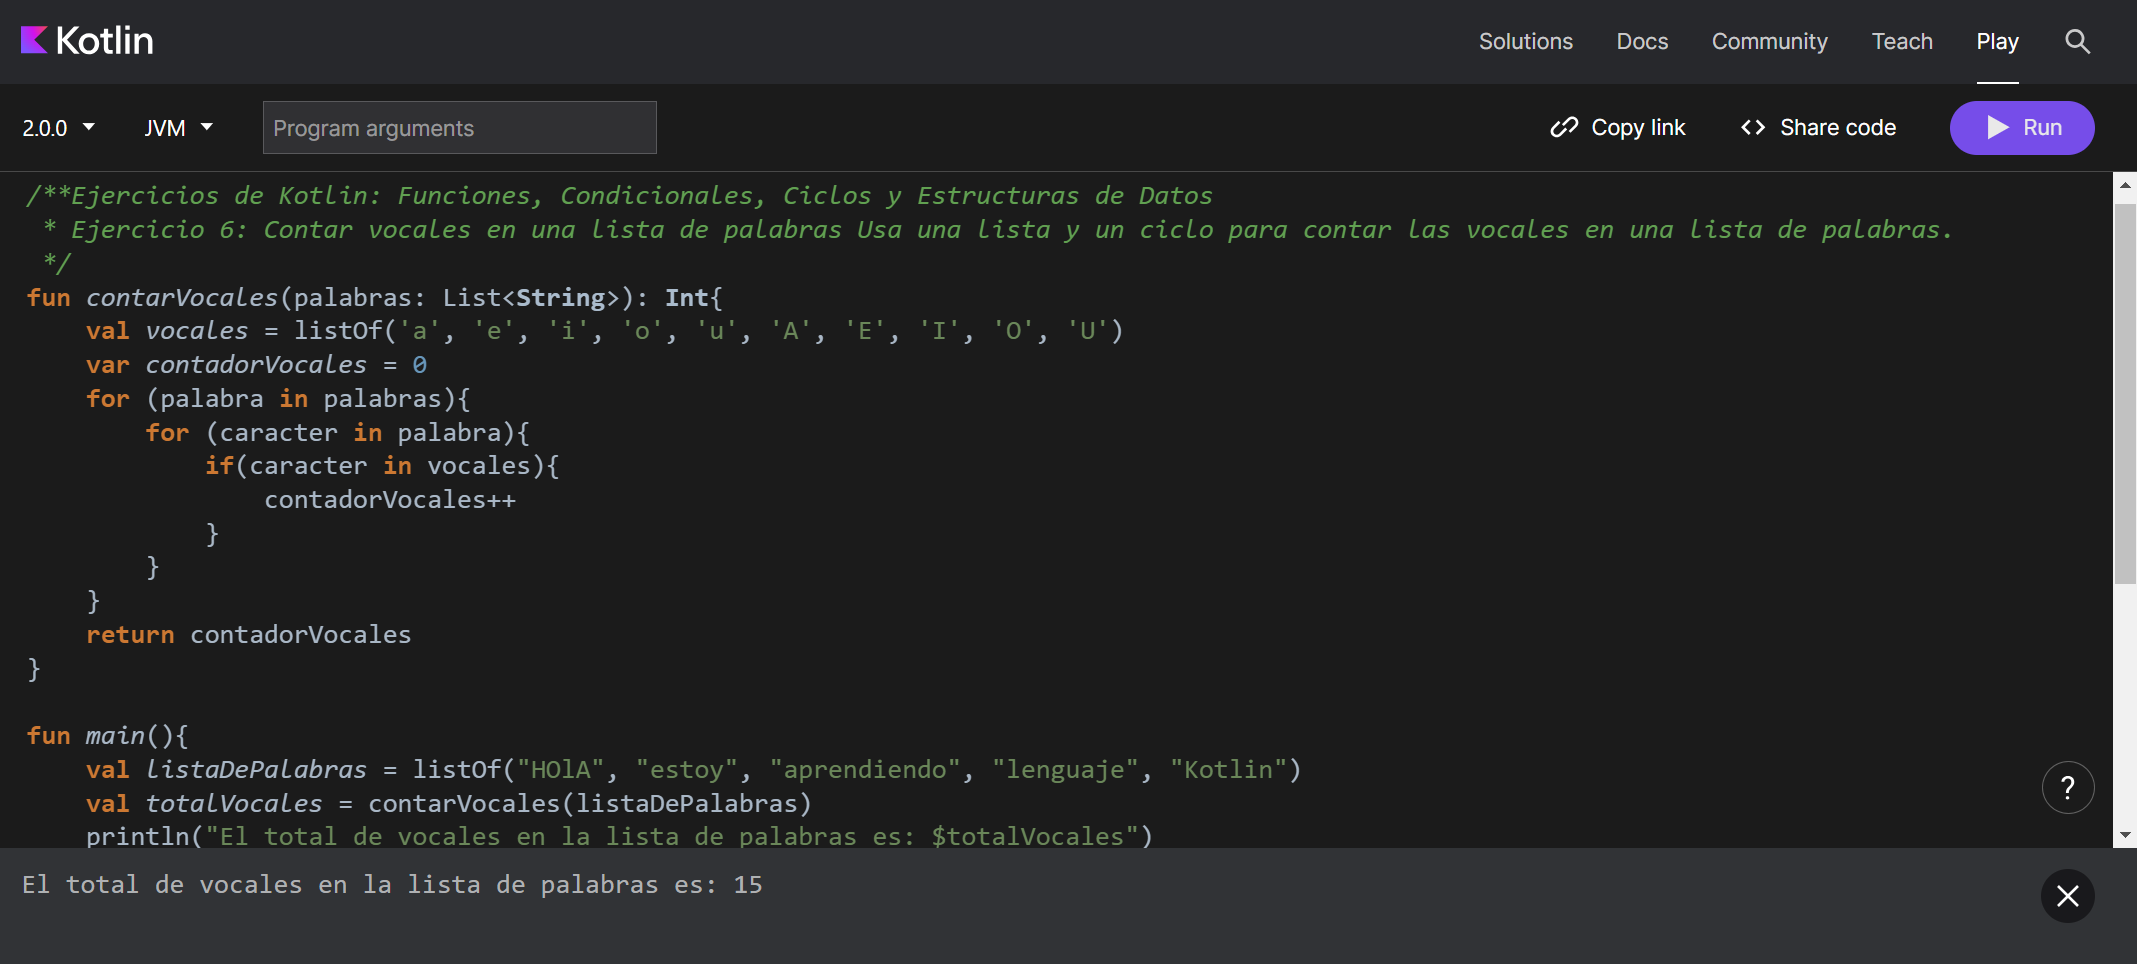 Kotlin
Solutions Docs Community Teach Play
2.0.0 JVM Program arguments Copy link <> Share code Run
/**Ejercicios de Kotlin: Funciones, Condicionales, Ciclos y Estructuras de Datos
 * Ejercicio 6: Contar vocales en una lista de palabras Usa una lista y un ciclo para contar las vocales en una lista de palabras.
 */
fun contarVocales(palabras: List<String>): Int{
    val vocales = listOf('a', 'e', 'i', 'o', 'u', 'A', 'E', 'I', 'O', 'U')
    var contadorVocales = 0
    for (palabra in palabras){
        for (caracter in palabra){
            if(caracter in vocales){
                contadorVocales++
            }
        }
    }
    return contadorVocales
}
fun main(){
    val listaDePalabras = listOf("HOlA", "estoy", "aprendiendo", "lenguaje", "Kotlin")
    val totalVocales = contarVocales(listaDePalabras)
    println("El total de vocales en la lista de palabras es: $totalVocales")
?
El total de vocales en la lista de palabras es: 15